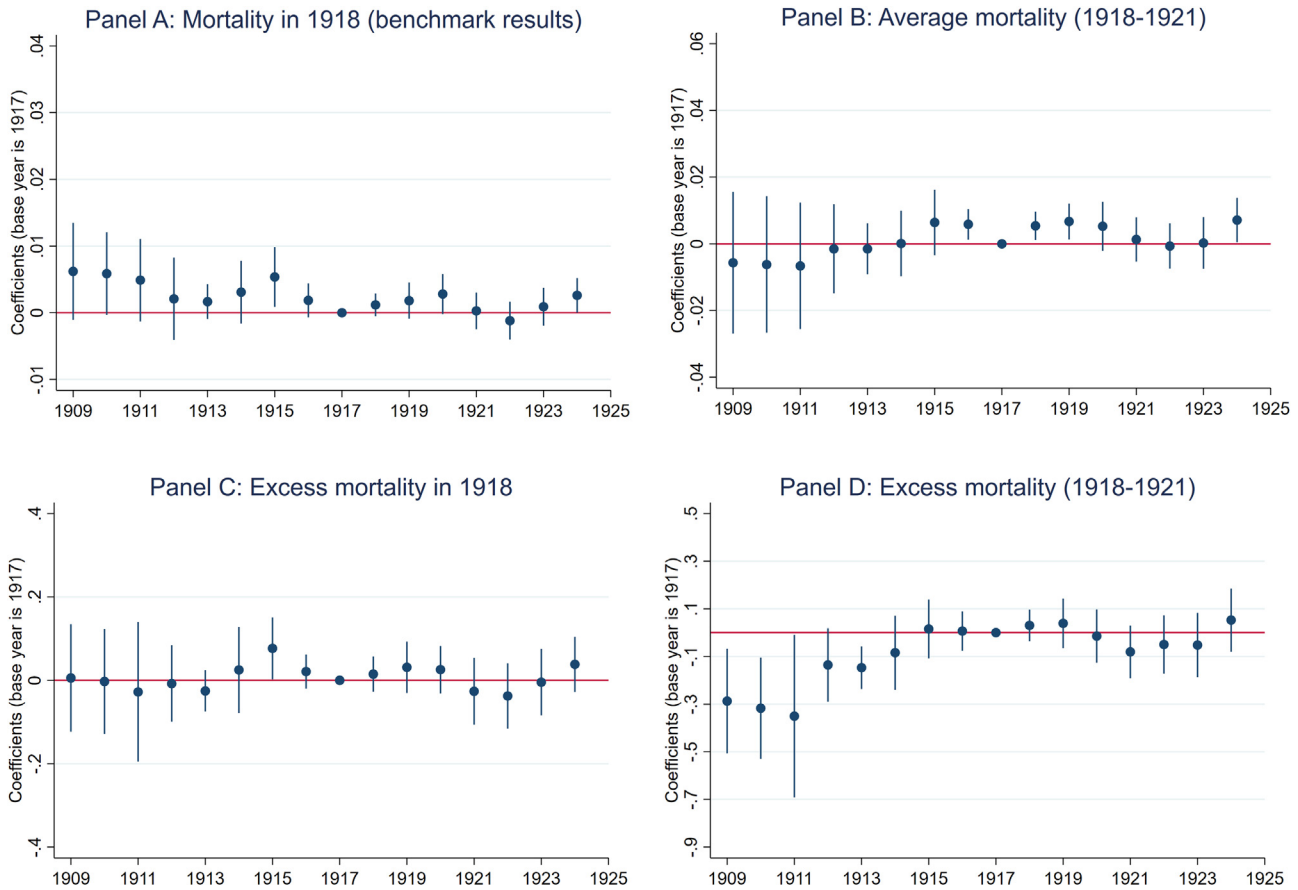 Panel A: Mortality in 1918 (benchmark results)
Coefficients (base year is 1917)
.04
.03
.02
.01
0
-.01
1909 1911 1913 1915 1917 1919 1921 1923 1925
Panel B: Average mortality (1918-1921)
Coefficients (base year is 1917)
.06
.04
.02
0
-.02
-.04
1909 1911 1913 1915 1917 1919 1921 1923 1925
Panel C: Excess mortality in 1918
Coefficients (base year is 1917)
.4
.2
0
-.2
-.4
1909 1911 1913 1915 1917 1919 1921 1923 1925
Panel D: Excess mortality (1918-1921)
Coefficients (base year is 1917)
.5
.3
.1
-.1
-.3
-.5
-.7
-.9
1909 1911 1913 1915 1917 1919 1921 1923 1925